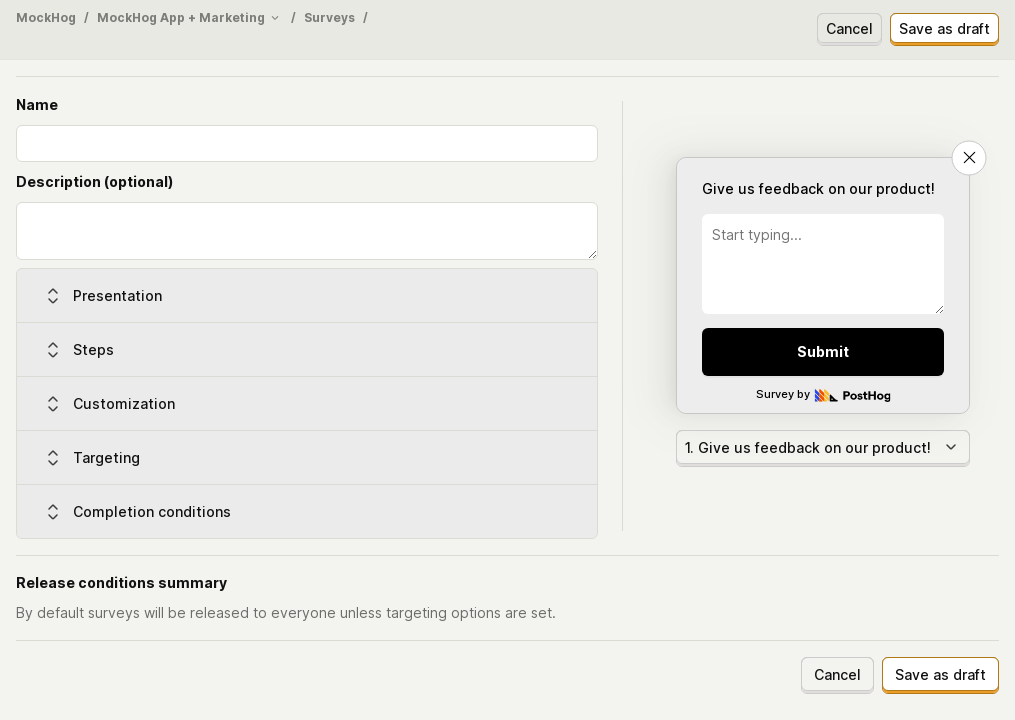 MockHog / MockHog App + Marketing / Surveys /
Cancel
Save as draft
Name
Description (optional)
Presentation
Steps
Customization
Targeting
Completion conditions
Give us feedback on our product!
Start typing...
Submit
Survey by PostHog
1. Give us feedback on our product!
Release conditions summary
By default surveys will be released to everyone unless targeting options are set.
Cancel
Save as draft